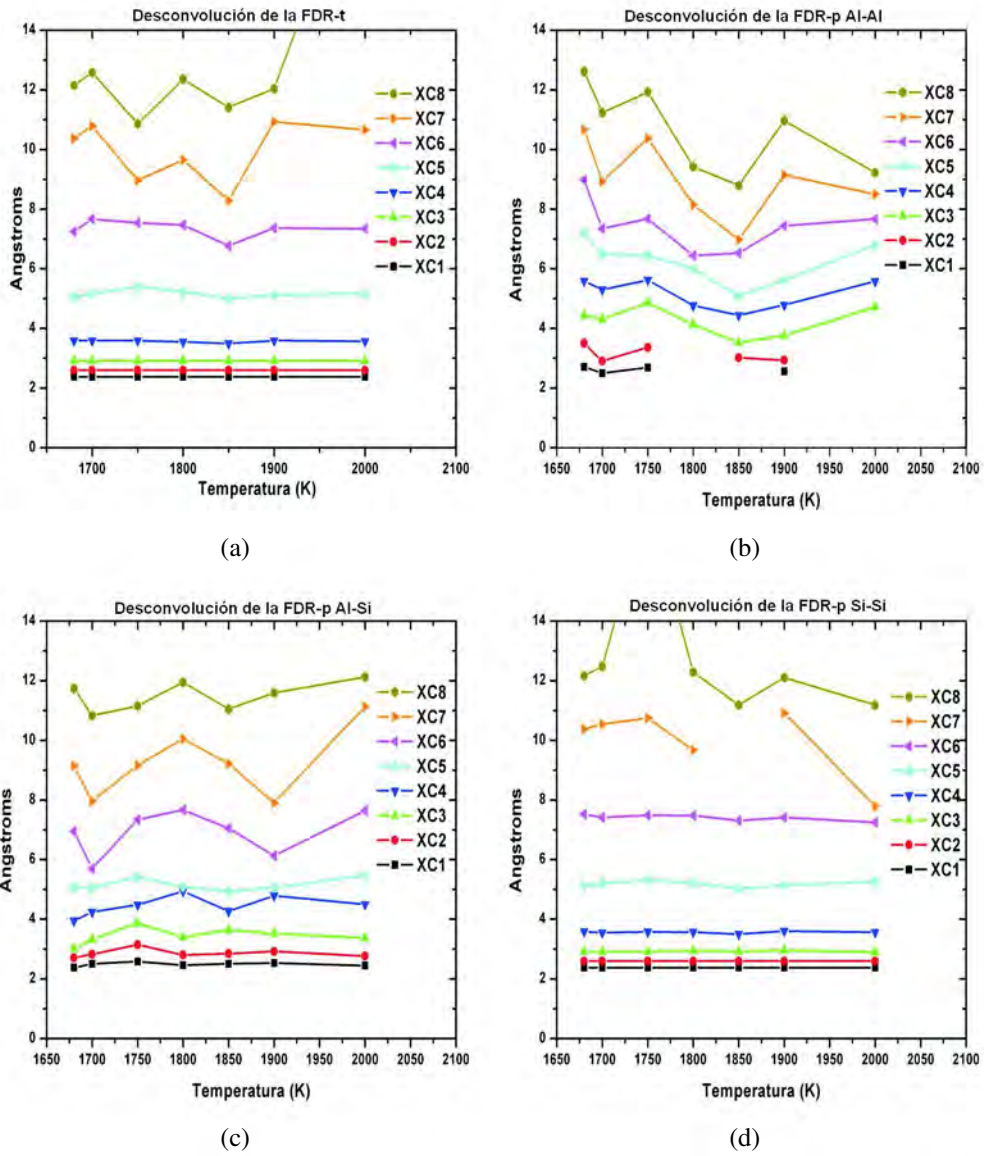 Desconvolución de la FDR-t
14
12
10
8
6
4
2
0
Angstroms
XC8
XC7
XC6
XC5
XC4
XC3
XC2
XC1
1700 1800 1900 2000 2100
Temperatura (K)
(a)
Desconvolución de la FDR-p Al-Al
14
12
10
8
6
4
2
0
Angstroms
XC8
XC7
XC6
XC5
XC4
XC3
XC2
XC1
1650 1700 1750 1800 1850 1900 1950 2000 2050 2100
Temperatura (K)
(b)
Desconvolución de la FDR-p Al-Si
14
12
10
8
6
4
2
0
Angstroms
XC8
XC7
XC6
XC5
XC4
XC3
XC2
XC1
1650 1700 1750 1800 1850 1900 1950 2000 2050 2100
Temperatura (K)
(c)
Desconvolución de la FDR-p Si-Si
14
12
10
8
6
4
2
0
Angstroms
XC8
XC7
XC6
XC5
XC4
XC3
XC2
XC1
1650 1700 1750 1800 1850 1900 1950 2000 2050 2100
Temperatura (K)
(d)